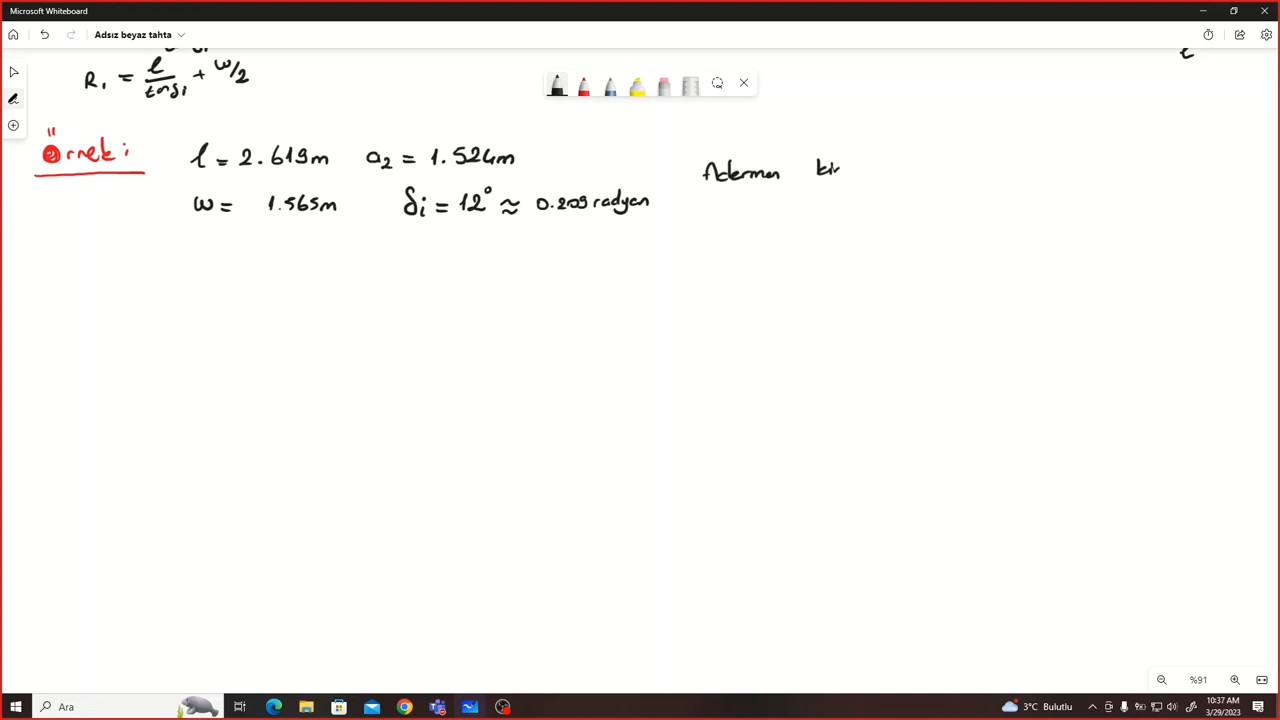 Microsoft Whiteboard
Adsız beyaz tahta
R₁ = l/tanδ₁ + w/2
Örnek: l = 2.619m a₂ = 1.524m
Ackerman
w = 1.565m δi = 12° ≈ 0.209 radyan
%91
Ara
3°C Bulutlu
10:37 AM
3/29/2023